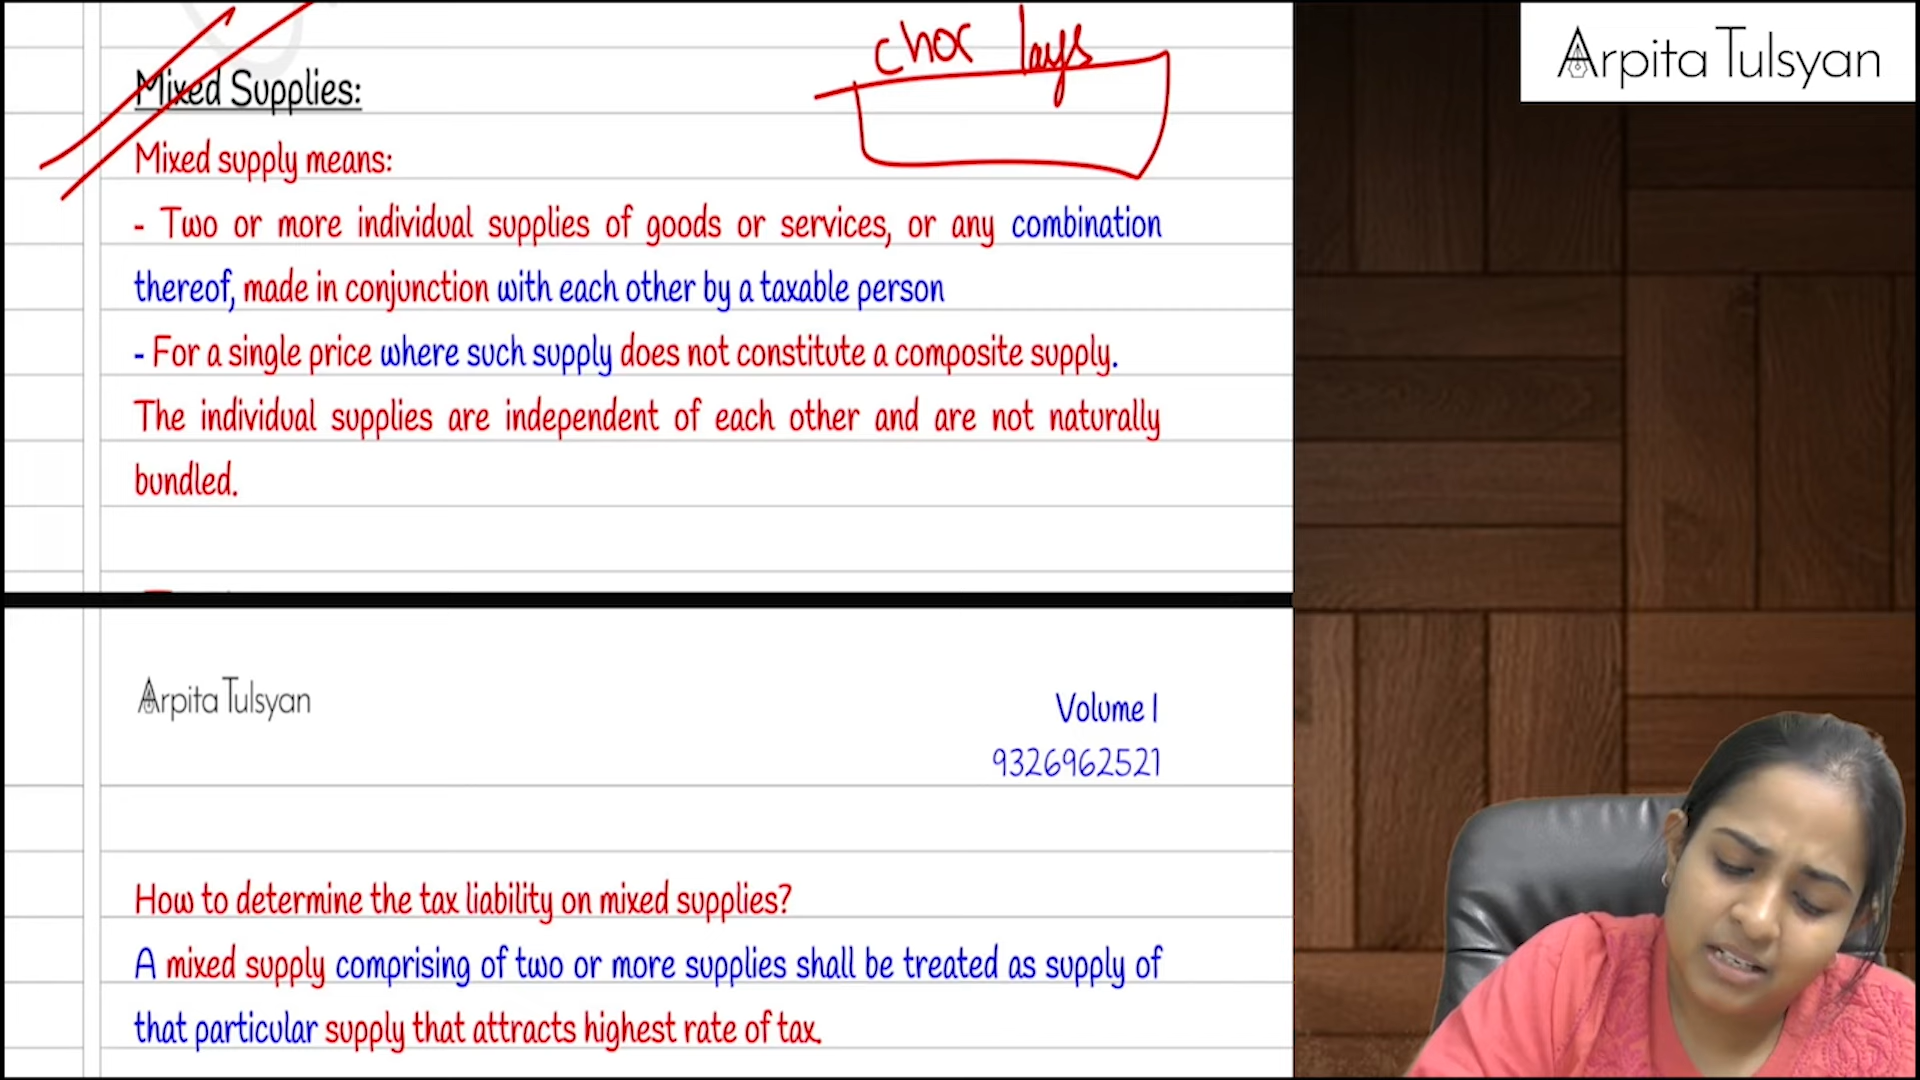 choc lays
Arpita Tulsyan
Mixed Supplies:
Mixed supply means:
- Two or more individual supplies of goods or services, or any combination
thereof, made in conjunction with each other by a taxable person
- For a single price where such supply does not constitute a composite supply.
The individual supplies are independent of each other and are not naturally
bundled.
Arpita Tulsyan
Volume I
9326962521
How to determine the tax liability on mixed supplies?
A mixed supply comprising of two or more supplies shall be treated as supply of
that particular supply that attracts highest rate of tax.